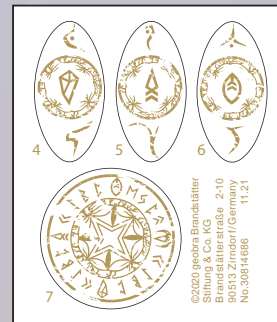 4 5 6
7
©2020 geobra Brandstätter
Stiftung & Co. KG
Brandstätterstraße 2-10
90513 Zirndorf/Germany
No.30814686 11.21